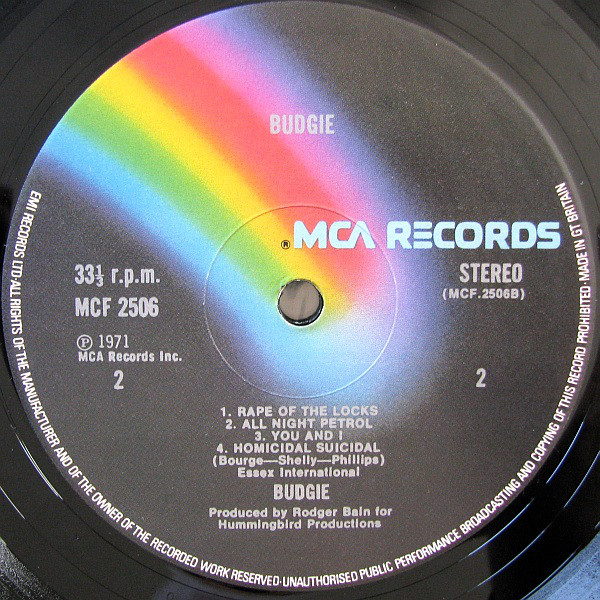 BUDGIE
® MCA RECORDS
33⅓ r.p.m.
MCF 2506
STEREO
(MCF.2506B)
Ⓟ 1971
MCA Records Inc.
2
2
1. RAPE OF THE LOCKS
2. ALL NIGHT PETROL
3. YOU AND I
4. HOMICIDAL SUICIDAL
(Bourge—Shelly—Phillips)
Essex International
BUDGIE
Produced by Rodger Bain for
Hummingbird Productions
EMI RECORDS LTD·ALL RIGHTS OF THE MANUFACTURER AND OF THE OWNER OF THE RECORDED WORK RESERVED·UNAUTHORISED PUBLIC PERFORMANCE BROADCASTING AND COPYING OF THIS RECORD PROHIBITED·MADE IN GT BRITAIN